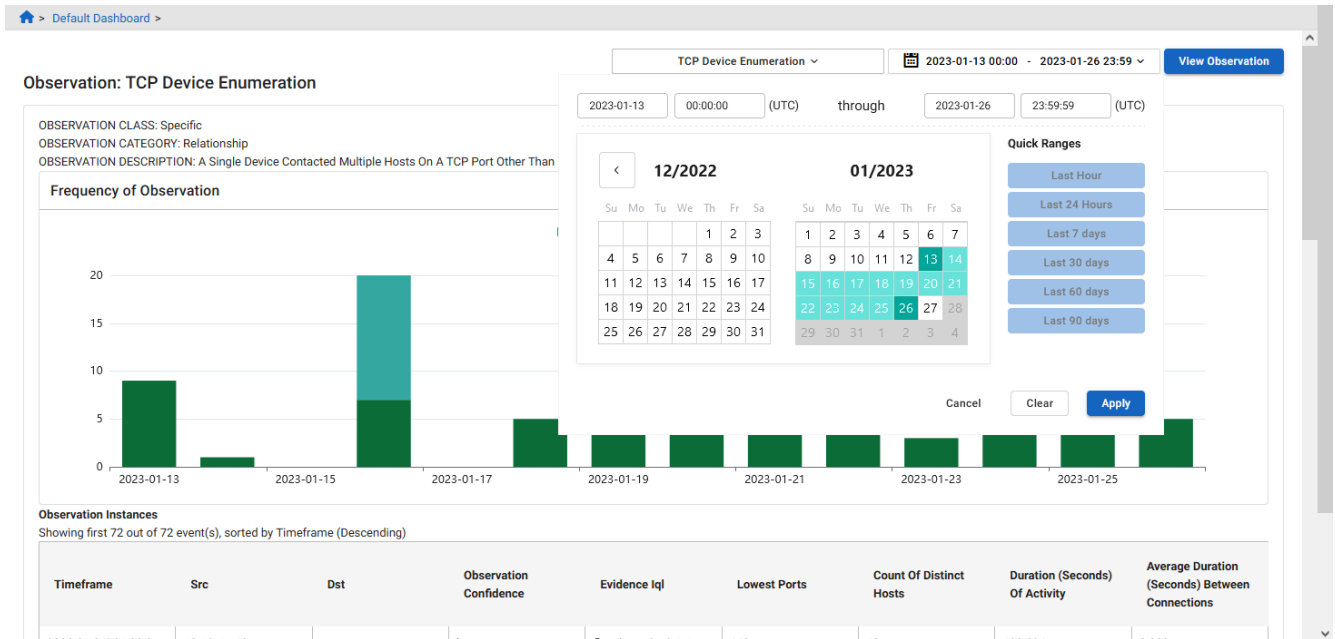 > Default Dashboard >
TCP Device Enumeration
2023-01-13 00:00 - 2023-01-26 23:59
View Observation
Observation: TCP Device Enumeration
2023-01-13 00:00:00 (UTC) through 2023-01-26 23:59:59 (UTC)
OBSERVATION CLASS: Specific
OBSERVATION CATEGORY: Relationship
OBSERVATION DESCRIPTION: A Single Device Contacted Multiple Hosts On A TCP Port Other Than
Frequency of Observation
20
15
10
5
0
2023-01-13 2023-01-15 2023-01-17 2023-01-19 2023-01-21 2023-01-23 2023-01-25
< 12/2022
Su Mo Tu We Th Fr Sa
1 2 3
4 5 6 7 8 9 10
11 12 13 14 15 16 17
18 19 20 21 22 23 24
25 26 27 28 29 30 31
01/2023
Su Mo Tu We Th Fr Sa
1 2 3 4 5 6 7
8 9 10 11 12 13 14
15 16 17 18 19 20 21
22 23 24 25 26 27 28
29 30 31 1 2 3 4
Quick Ranges
Last Hour
Last 24 Hours
Last 7 days
Last 30 days
Last 60 days
Last 90 days
Cancel Clear Apply
Observation Instances
Showing first 72 out of 72 event(s), sorted by Timeframe (Descending)
Timeframe
Src
Dst
Observation
Confidence
Evidence Iql
Lowest Ports
Count Of Distinct
Hosts
Duration (Seconds)
Of Activity
Average Duration
(Seconds) Between
Connections